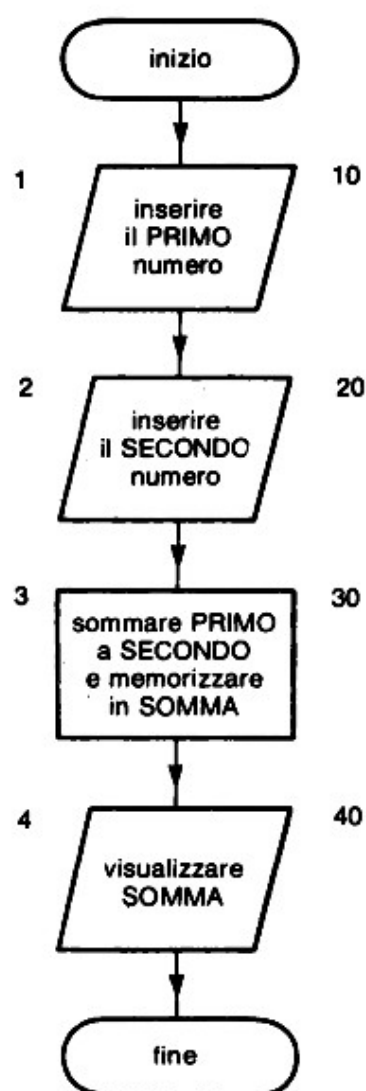 inizio
1
10
inserire
il PRIMO
numero
2
20
inserire
il SECONDO
numero
3
30
sommare PRIMO
a SECONDO
e memorizzare
in SOMMA
4
40
visualizzare
SOMMA
fine